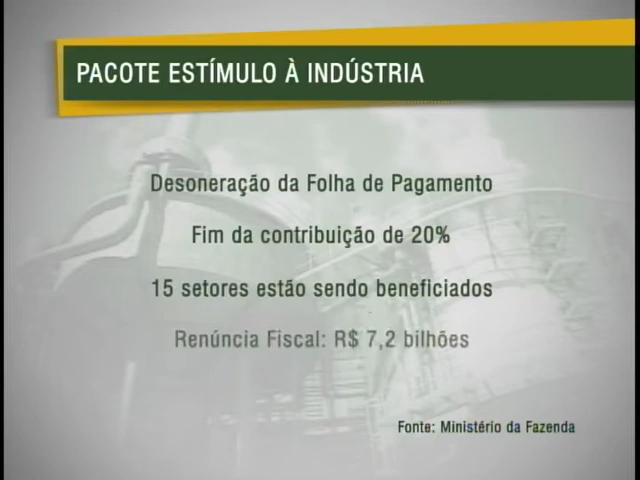 PACOTE ESTÍMULO À INDÚSTRIA
Desoneração da Folha de Pagamento
Fim da contribuição de 20%
15 setores estão sendo beneficiados
Renúncia Fiscal: R$ 7,2 bilhões
Fonte: Ministério da Fazenda